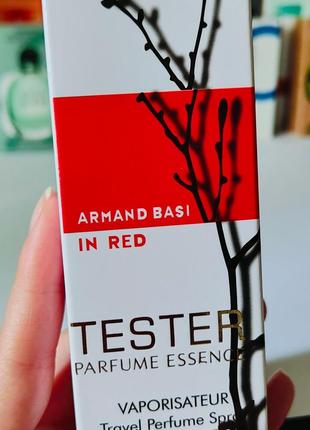 ARMAND BASI
IN RED
TESTER
PARFUME ESSENCE
VAPORISATEUR
Travel Perfume Spray